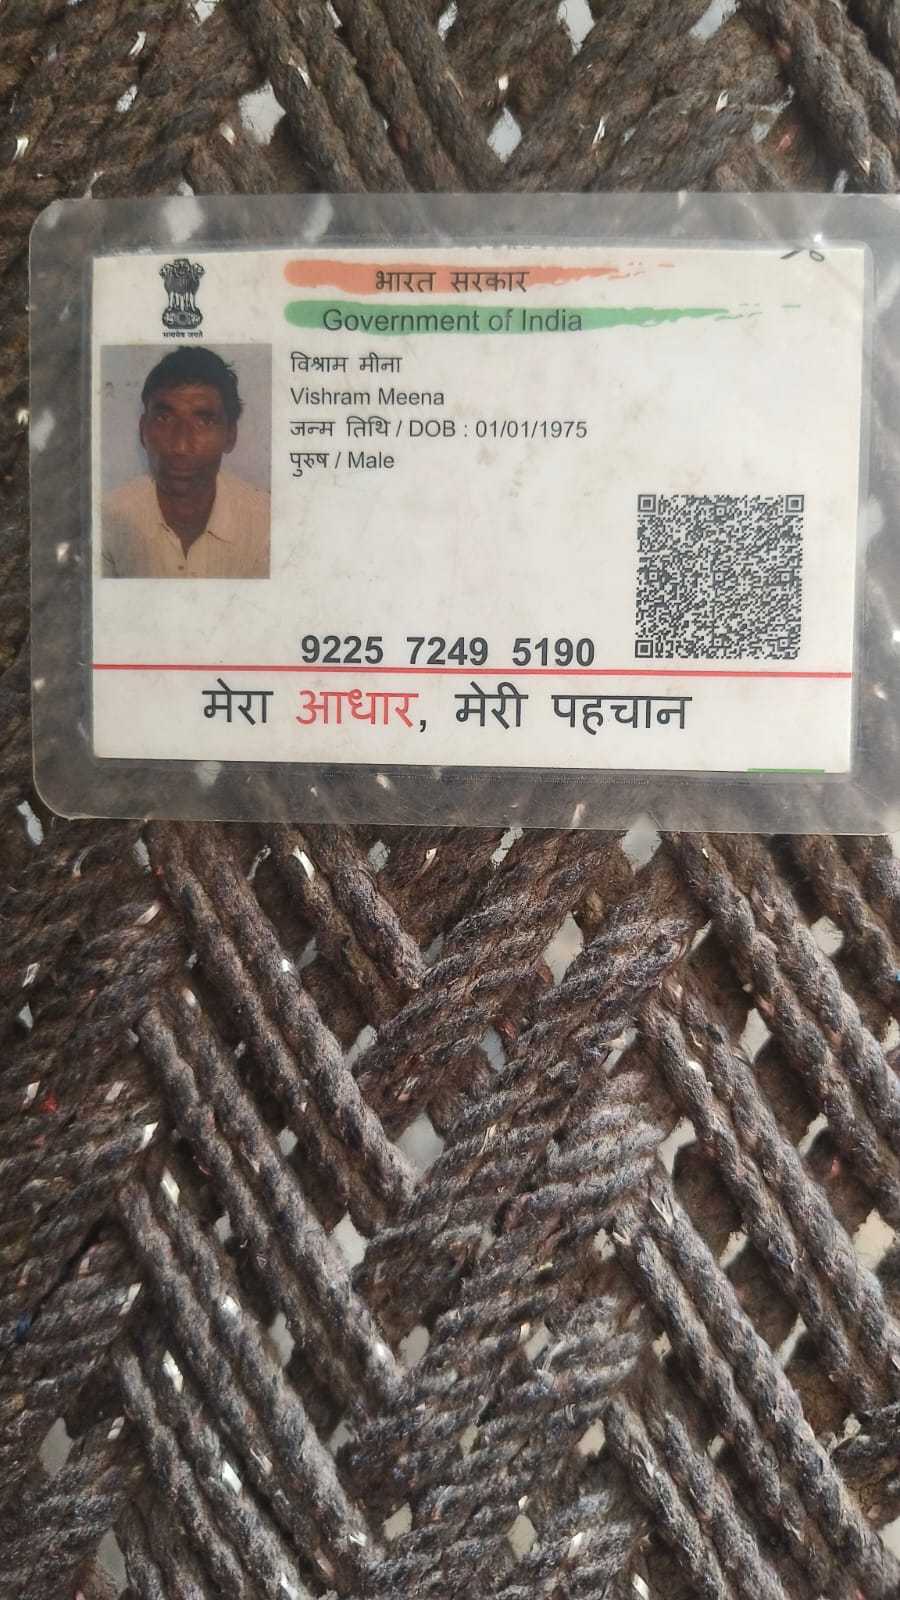 भारत सरकार
Government of India
सत्यमेव जयते
विश्राम मीना
Vishram Meena
जन्म तिथि / DOB : 01/01/1975
पुरुष / Male
9225 7249 5190
मेरा आधार, मेरी पहचान